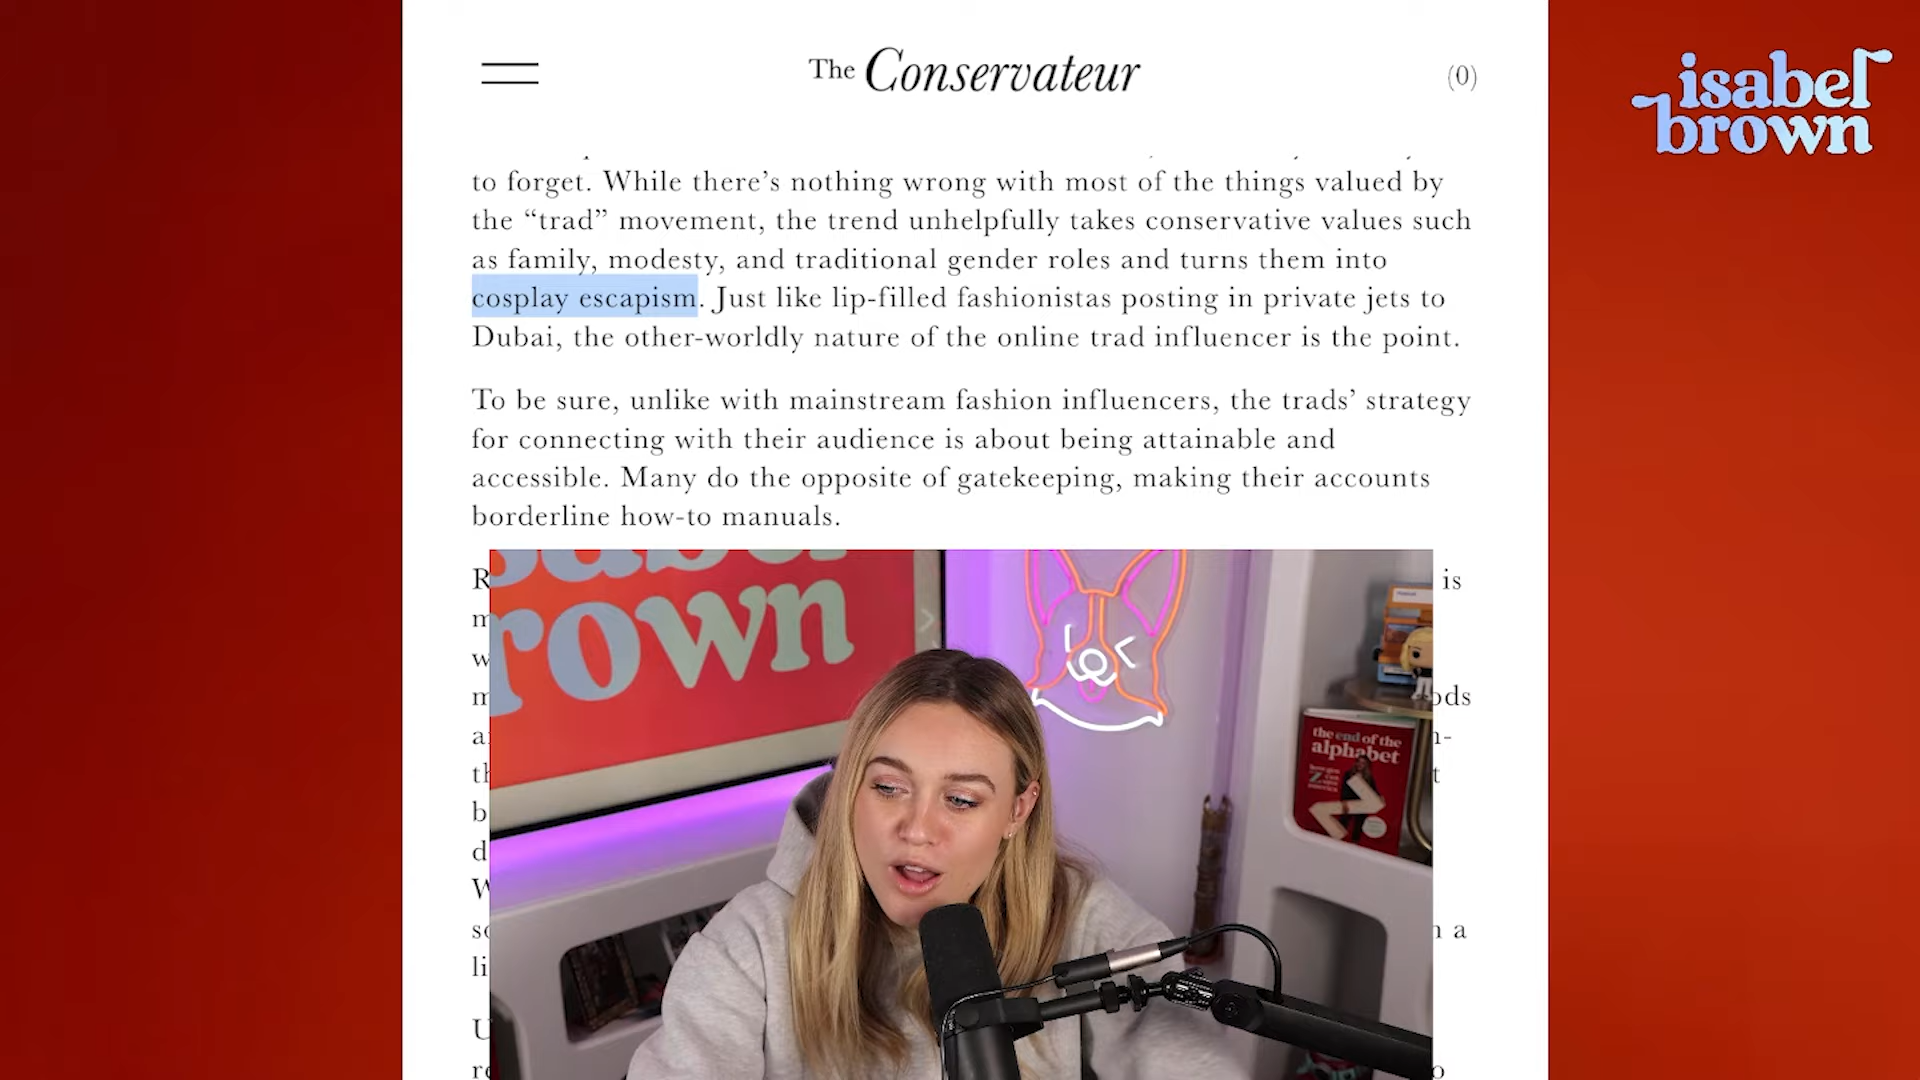 The Conservateur
(0)
isabel
brown
to forget. While there’s nothing wrong with most of the things valued by
the “trad” movement, the trend unhelpfully takes conservative values such
as family, modesty, and traditional gender roles and turns them into
cosplay escapism. Just like lip-filled fashionistas posting in private jets to
Dubai, the other-worldly nature of the online trad influencer is the point.
To be sure, unlike with mainstream fashion influencers, the trads’ strategy
for connecting with their audience is about being attainable and
accessible. Many do the opposite of gatekeeping, making their accounts
borderline how-to manuals.
is
a
brown
the end of the
alphabet